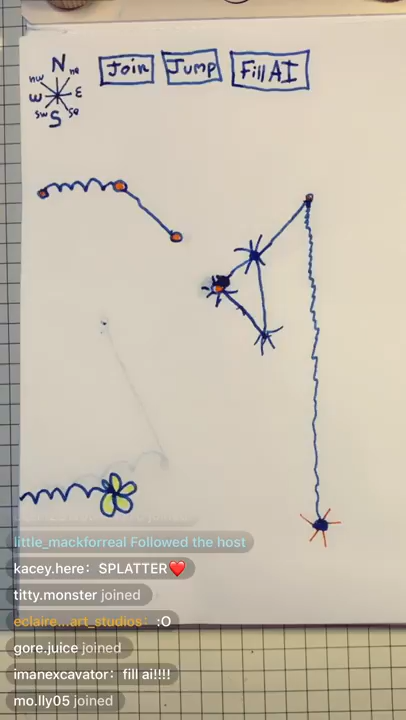 N
nw ne
W E
sw se
S
Join Jump Fill AI
joined
little_mackforreal Followed the host
kacey.here: SPLATTER❤️
titty.monster joined
eclaire...art_studios: :O
gore.juice joined
imanexcavator: fill ai!!!!
mo.lly05 joined